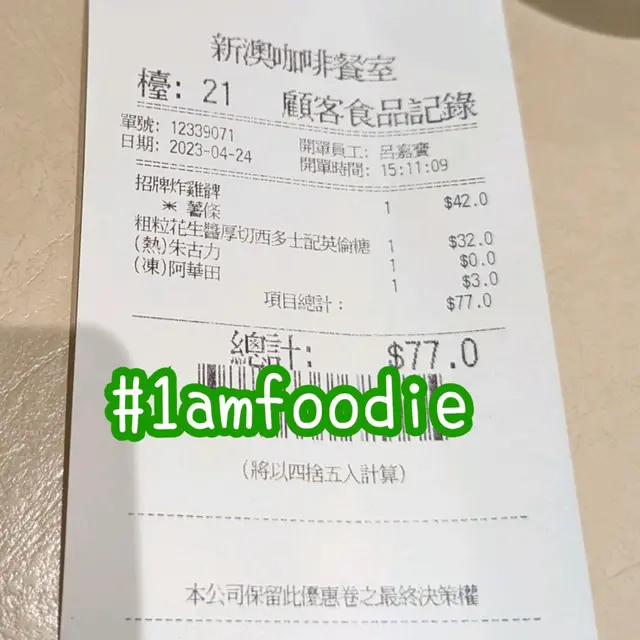 新澳咖啡餐室
檯: 21 顧客食品記錄
單號: 12339071 開單員工: 呂嘉寶
日期: 2023-04-24 開單時間: 15:11:09
招牌炸雞髀 1 $42.0
* 薯條
粗粒花生醬厚切西多士記英倫糖 1 $32.0
(熱)朱古力 1 $0.0
(凍)阿華田 1 $3.0
項目總計: $77.0
總計: $77.0
#1amfoodie
(將以四捨五入計算)
本公司保留此優惠卷之最終決策權